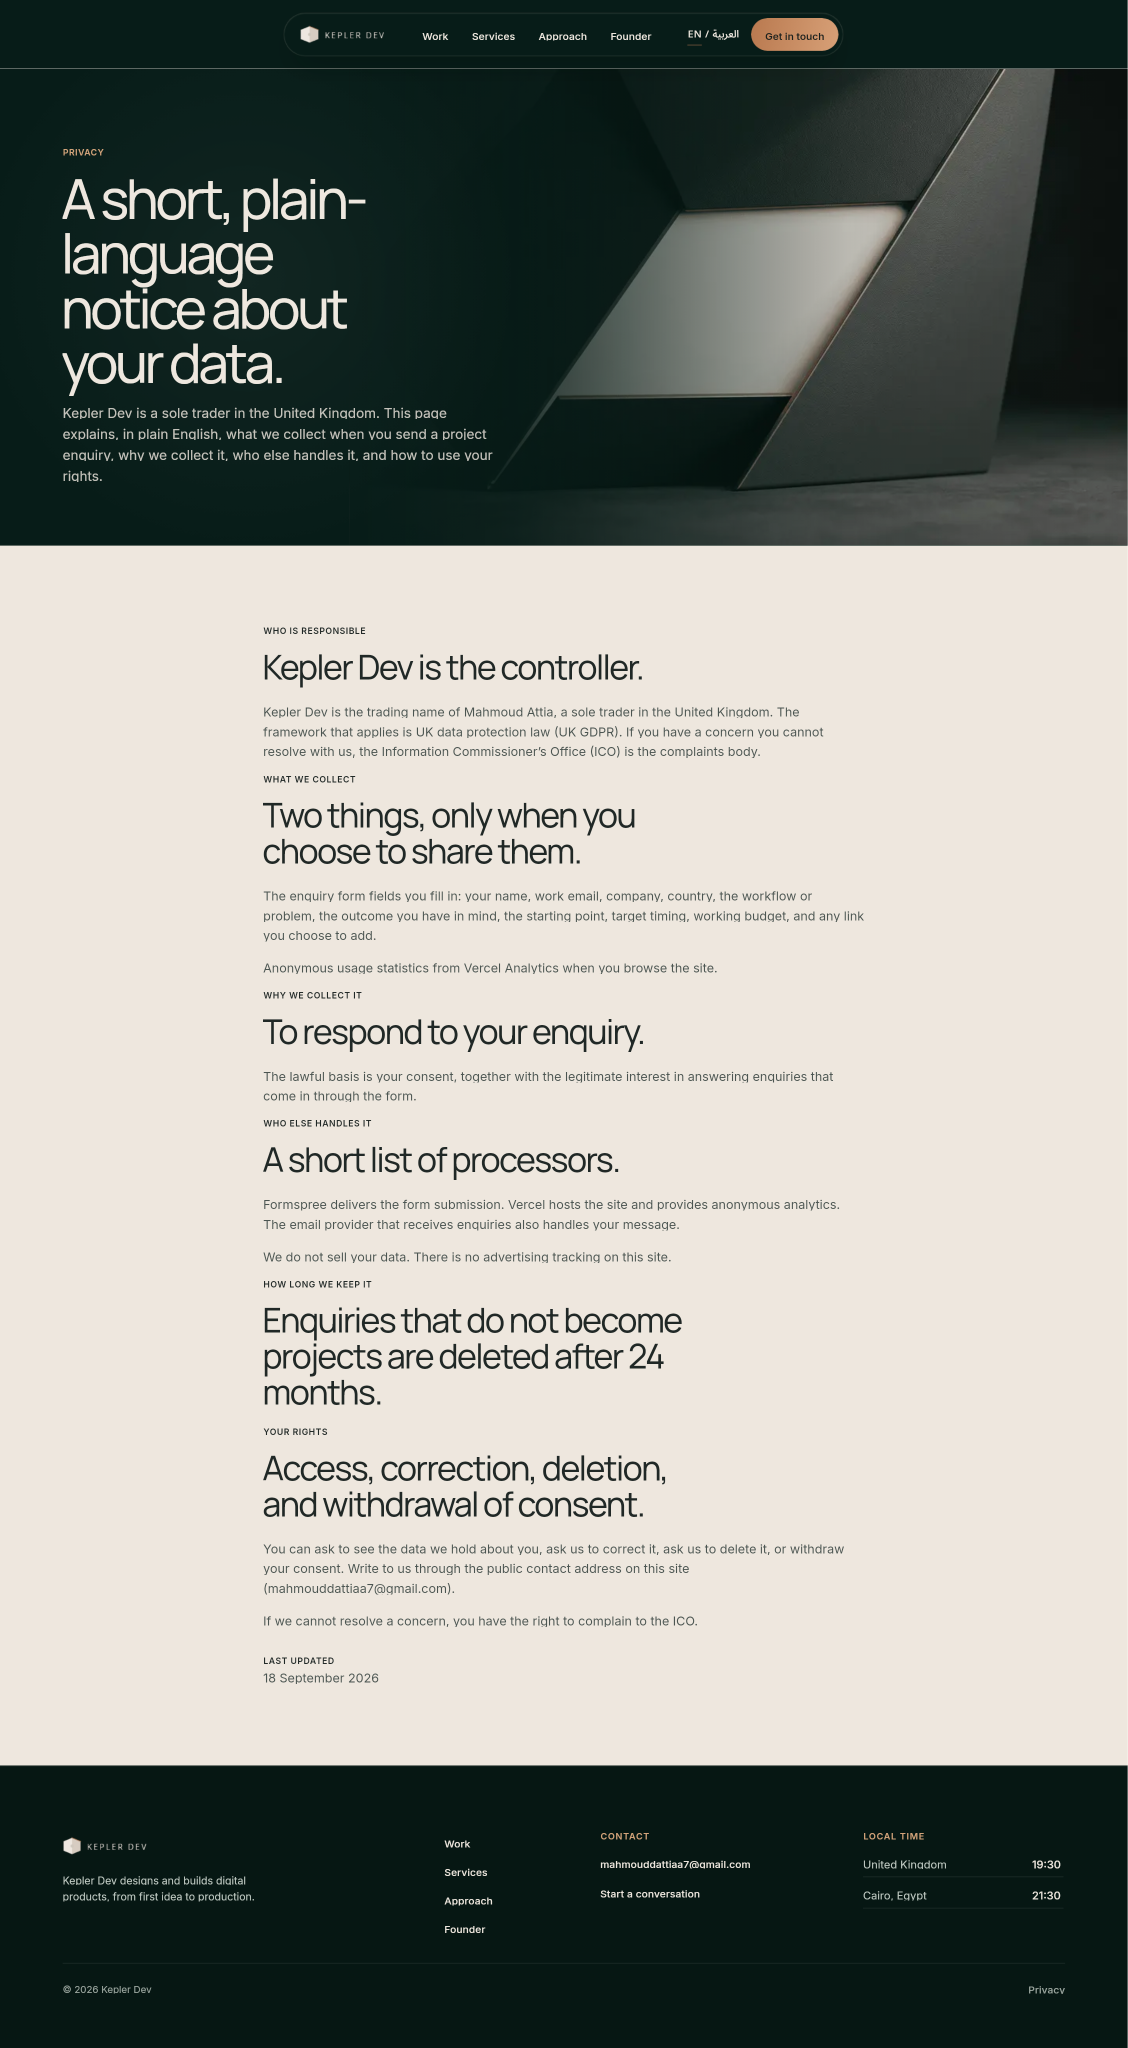 KEPLER DEV
Work
Services
Approach
Founder
EN / العربية
Get in touch
PRIVACY
A short, plain-
language
notice about
your data.
Kepler Dev is a sole trader in the United Kingdom. This page
explains, in plain English, what we collect when you send a project
enquiry, why we collect it, who else handles it, and how to use your
rights.
WHO IS RESPONSIBLE
Kepler Dev is the controller.
Kepler Dev is the trading name of Mahmoud Attia, a sole trader in the United Kingdom. The
framework that applies is UK data protection law (UK GDPR). If you have a concern you cannot
resolve with us, the Information Commissioner’s Office (ICO) is the complaints body.
WHAT WE COLLECT
Two things, only when you
choose to share them.
The enquiry form fields you fill in: your name, work email, company, country, the workflow or
problem, the outcome you have in mind, the starting point, target timing, working budget, and any link
you choose to add.
Anonymous usage statistics from Vercel Analytics when you browse the site.
WHY WE COLLECT IT
To respond to your enquiry.
The lawful basis is your consent, together with the legitimate interest in answering enquiries that
come in through the form.
WHO ELSE HANDLES IT
A short list of processors.
Formspree delivers the form submission. Vercel hosts the site and provides anonymous analytics.
The email provider that receives enquiries also handles your message.
We do not sell your data. There is no advertising tracking on this site.
HOW LONG WE KEEP IT
Enquiries that do not become
projects are deleted after 24
months.
YOUR RIGHTS
Access, correction, deletion,
and withdrawal of consent.
You can ask to see the data we hold about you, ask us to correct it, ask us to delete it, or withdraw
your consent. Write to us through the public contact address on this site
(mahmouddattiaa7@gmail.com).
If we cannot resolve a concern, you have the right to complain to the ICO.
LAST UPDATED
18 September 2026
KEPLER DEV
Kepler Dev designs and builds digital
products, from first idea to production.
Work
Services
Approach
Founder
CONTACT
mahmouddattiaa7@gmail.com
Start a conversation
LOCAL TIME
United Kingdom 19:30
Cairo, Egypt 21:30
© 2026 Kepler Dev
Privacy